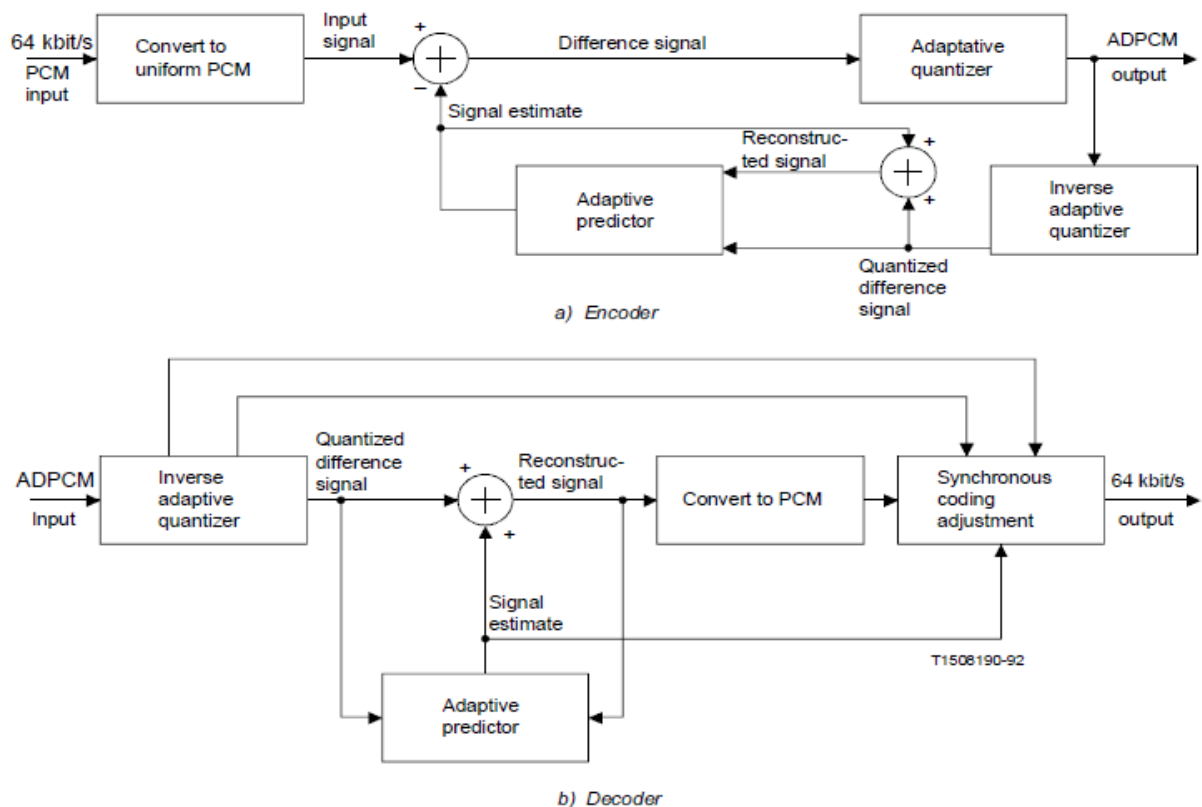 64 kbit/s
PCM
input
Convert to
uniform PCM
Input
signal
+
−
Difference signal
Adaptative
quantizer
ADPCM
output
Signal estimate
Reconstruc-
ted signal
+
+
Adaptive
predictor
Inverse
adaptive
quantizer
Quantized
difference
signal
a) Encoder
ADPCM
Input
Inverse
adaptive
quantizer
Quantized
difference
signal
+
+
Reconstruc-
ted signal
Convert to PCM
Synchronous
coding
adjustment
64 kbit/s
output
Signal
estimate
T1508190-92
Adaptive
predictor
b) Decoder